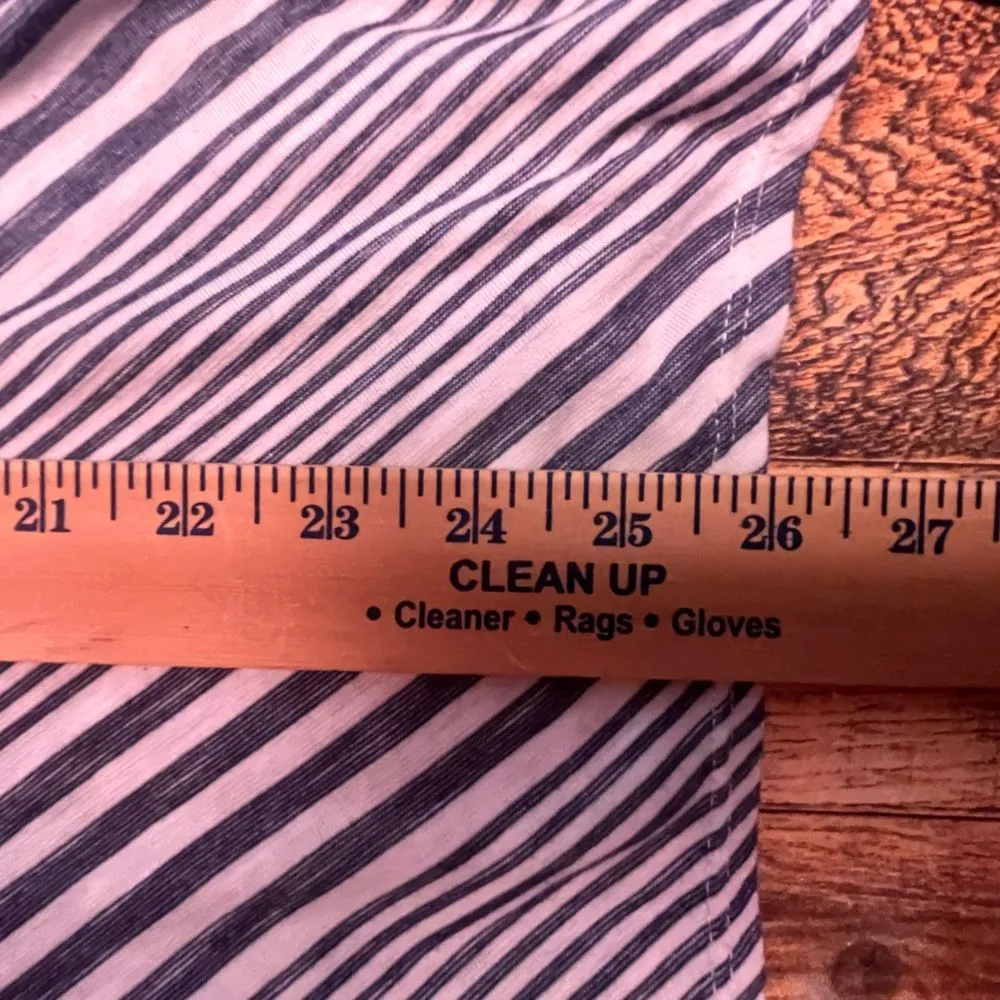 21 22 23 24 25 26 27
CLEAN UP
• Cleaner • Rags • Gloves